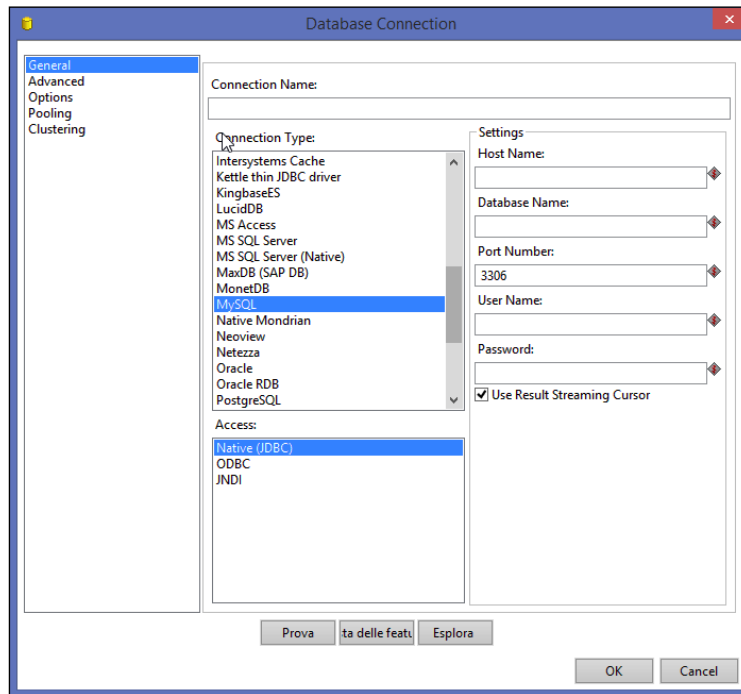 Database Connection
General
Advanced
Options
Pooling
Clustering
Connection Name:
Connection Type:
Intersystems Cache
Kettle thin JDBC driver
KingbaseES
LucidDB
MS Access
MS SQL Server
MS SQL Server (Native)
MaxDB (SAP DB)
MonetDB
MySQL
Native Mondrian
Neoview
Netezza
Oracle
Oracle RDB
PostgreSQL
Access:
Native (JDBC)
ODBC
JNDI
Settings
Host Name:
Database Name:
Port Number:
3306
User Name:
Password:
Use Result Streaming Cursor
Prova
ta delle featu
Esplora
OK
Cancel